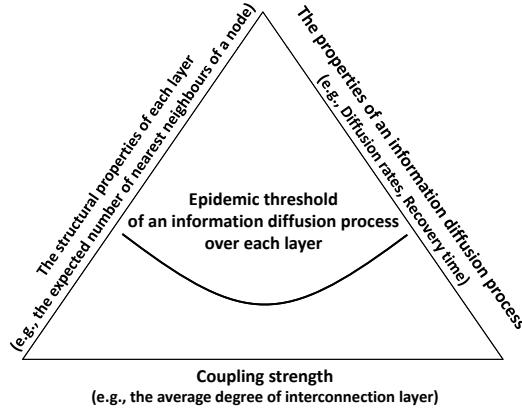 The structural properties of each layer
(e.g., the expected number of nearest neighbours of a node)
The properties of an information diffusion process
(e.g., Diffusion rates, Recovery time)
Epidemic threshold
of an information diffusion process
over each layer
Coupling strength
(e.g., the average degree of interconnection layer)